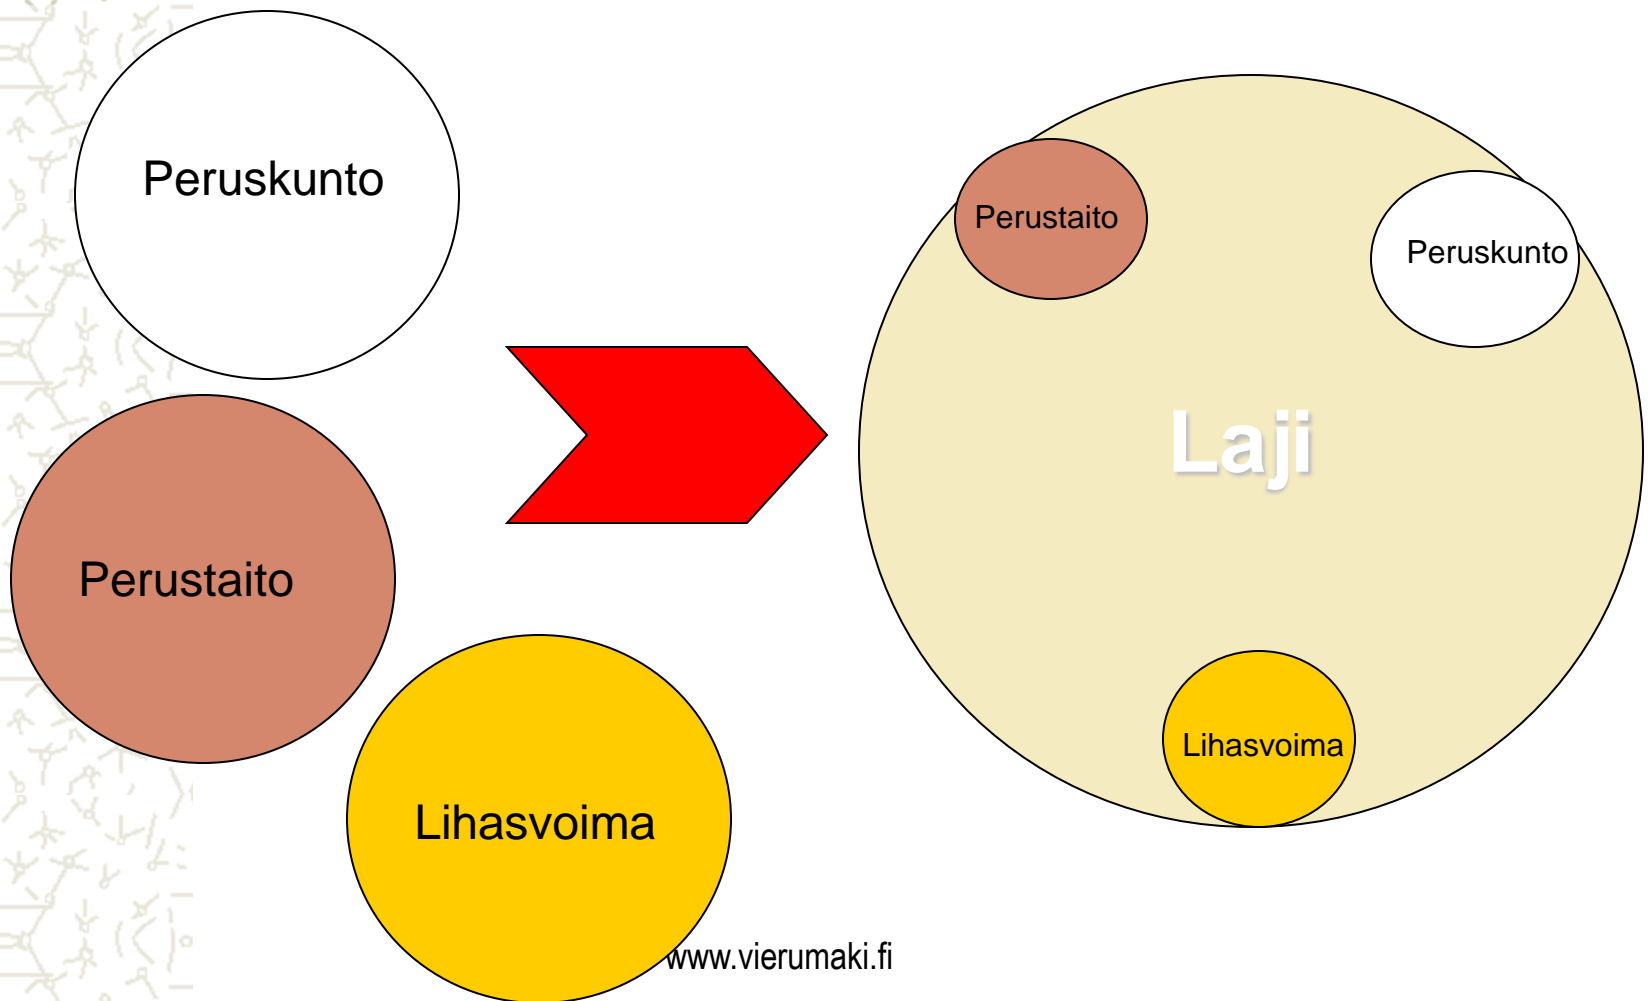 Peruskunto
Perustaito
Lihasvoima
Perustaito
Peruskunto
Laji
Lihasvoima
www.vierumaki.fi